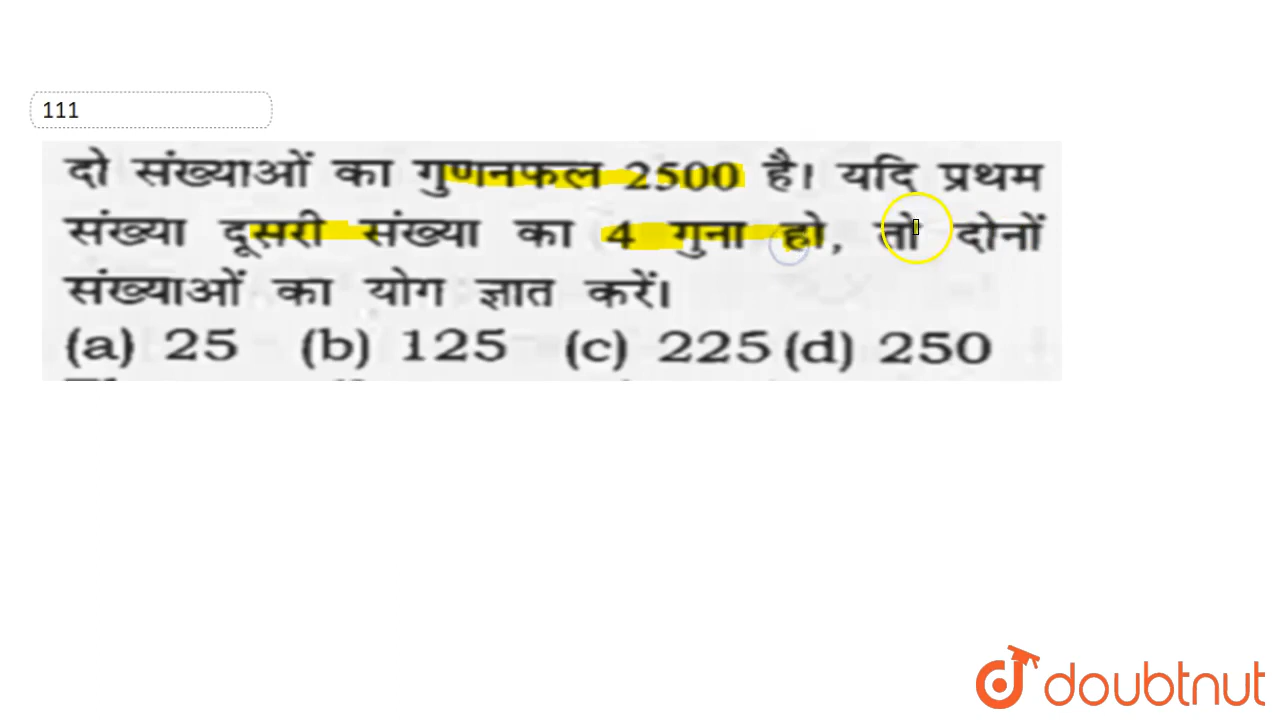 111
दो संख्याओं का गुणनफल 2500 है। यदि प्रथम
संख्या दूसरी संख्या का 4 गुना हो, तो दोनों
संख्याओं का योग ज्ञात करें।
(a) 25 (b) 125 (c) 225 (d) 250
doubtnut